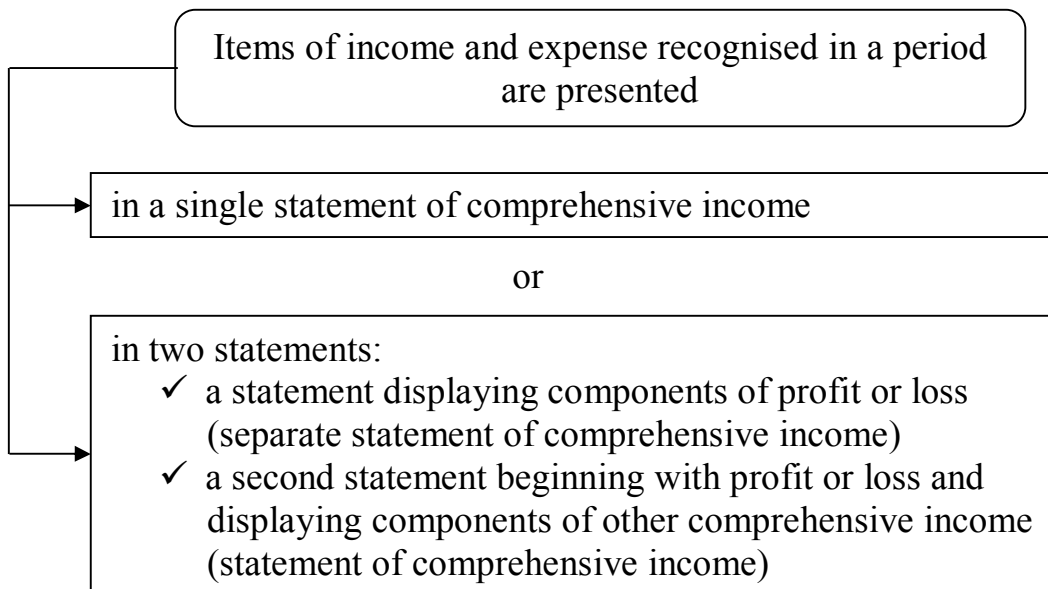 Items of income and expense recognised in a period
are presented
in a single statement of comprehensive income
or
in two statements:
✓ a statement displaying components of profit or loss
(separate statement of comprehensive income)
✓ a second statement beginning with profit or loss and
displaying components of other comprehensive income
(statement of comprehensive income)